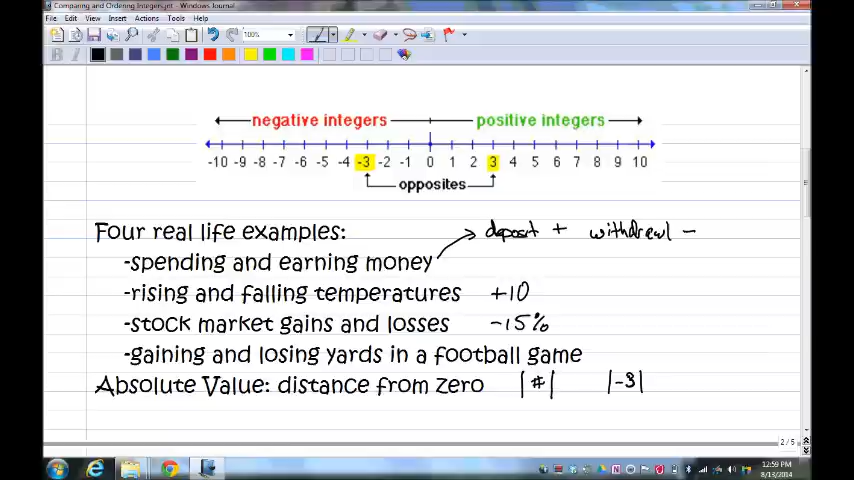 Comparing and Ordering Integers.jnt - Windows Journal
File Edit View Insert Actions Tools Help
100%
B I
negative integers positive integers
-10 -9 -8 -7 -6 -5 -4 -3 -2 -1 0 1 2 3 4 5 6 7 8 9 10
opposites
Four real life examples: deposit + withdrawl -
-spending and earning money
-rising and falling temperatures +10
-stock market gains and losses -15%
-gaining and losing yards in a football game
Absolute Value: distance from zero |#| |-3|
2/5
12:59 PM
8/13/2014